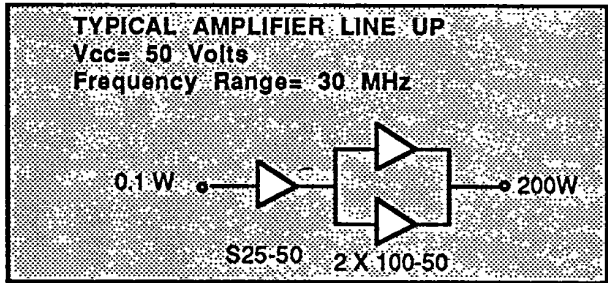 TYPICAL AMPLIFIER LINE UP
Vcc= 50 Volts
Frequency Range= 30 MHz
0.1 W
200W
S25-50
2 X 100-50